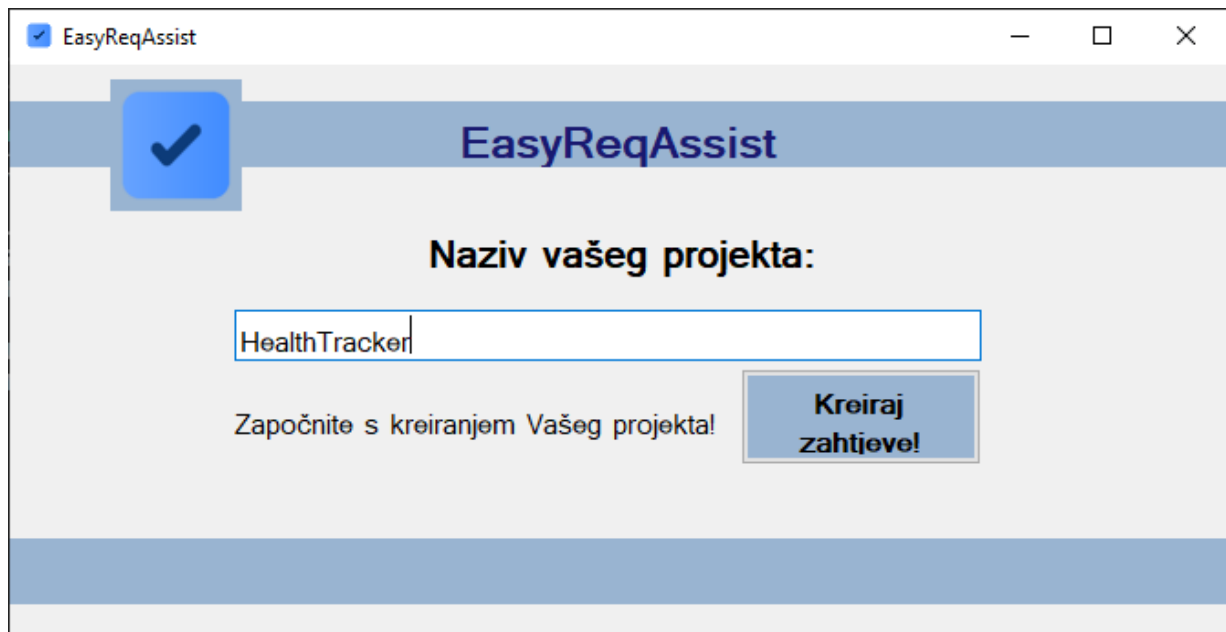 EasyReqAssist
EasyReqAssist
Naziv vašeg projekta:
HealthTracker
Započnite s kreiranjem Vašeg projekta!
Kreiraj
zahtjeve!